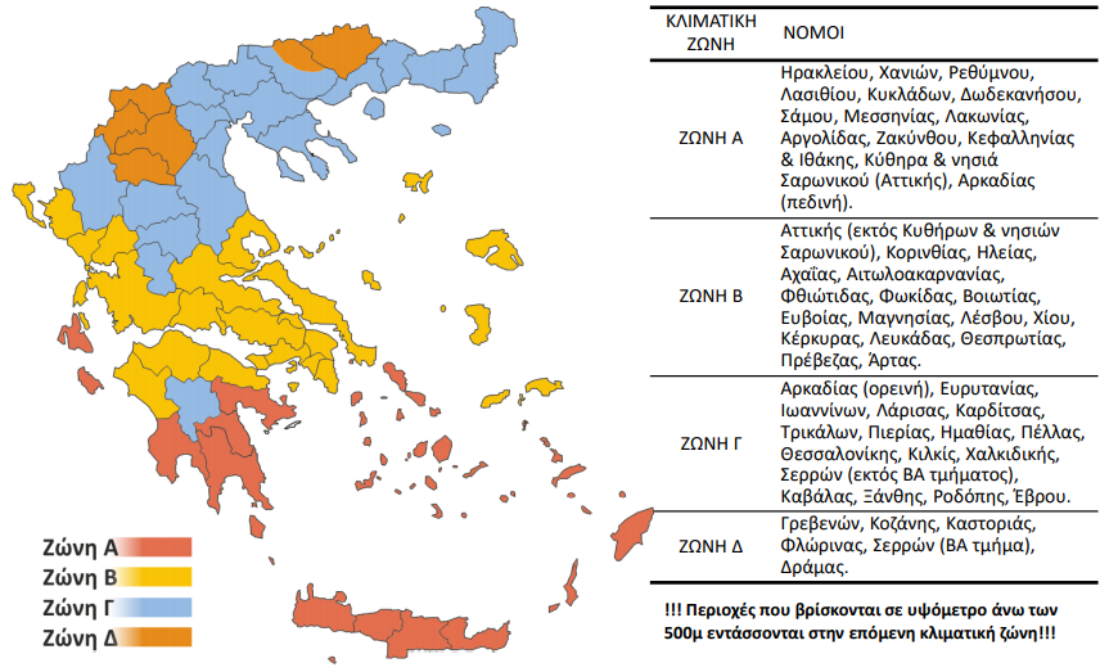 ΚΛΙΜΑΤΙΚΗ
ΖΩΝΗ
ΝΟΜΟΙ
ΖΩΝΗ Α
Ηρακλείου, Χανιών, Ρεθύμνου,
Λασιθίου, Κυκλάδων, Δωδεκανήσου,
Σάμου, Μεσσηνίας, Λακωνίας,
Αργολίδας, Ζακύνθου, Κεφαλληνίας
& Ιθάκης, Κύθηρα & νησιά
Σαρωνικού (Αττικής), Αρκαδίας
(πεδινή).
ΖΩΝΗ Β
Αττικής (εκτός Κυθήρων & νησιών
Σαρωνικού), Κορινθίας, Ηλείας,
Αχαΐας, Αιτωλοακαρνανίας,
Φθιώτιδας, Φωκίδας, Βοιωτίας,
Ευβοίας, Μαγνησίας, Λέσβου, Χίου,
Κέρκυρας, Λευκάδας, Θεσπρωτίας,
Πρέβεζας, Άρτας.
ΖΩΝΗ Γ
Αρκαδίας (ορεινή), Ευρυτανίας,
Ιωαννίνων, Λάρισας, Καρδίτσας,
Τρικάλων, Πιερίας, Ημαθίας, Πέλλας,
Θεσσαλονίκης, Κιλκίς, Χαλκιδικής,
Σερρών (εκτός ΒΑ τμήματος),
Καβάλας, Ξάνθης, Ροδόπης, Έβρου.
ΖΩΝΗ Δ
Γρεβενών, Κοζάνης, Καστοριάς,
Φλώρινας, Σερρών (ΒΑ τμήμα),
Δράμας.
!!! Περιοχές που βρίσκονται σε υψόμετρο άνω των
500μ εντάσσονται στην επόμενη κλιματική ζώνη!!!
Ζώνη Α
Ζώνη Β
Ζώνη Γ
Ζώνη Δ